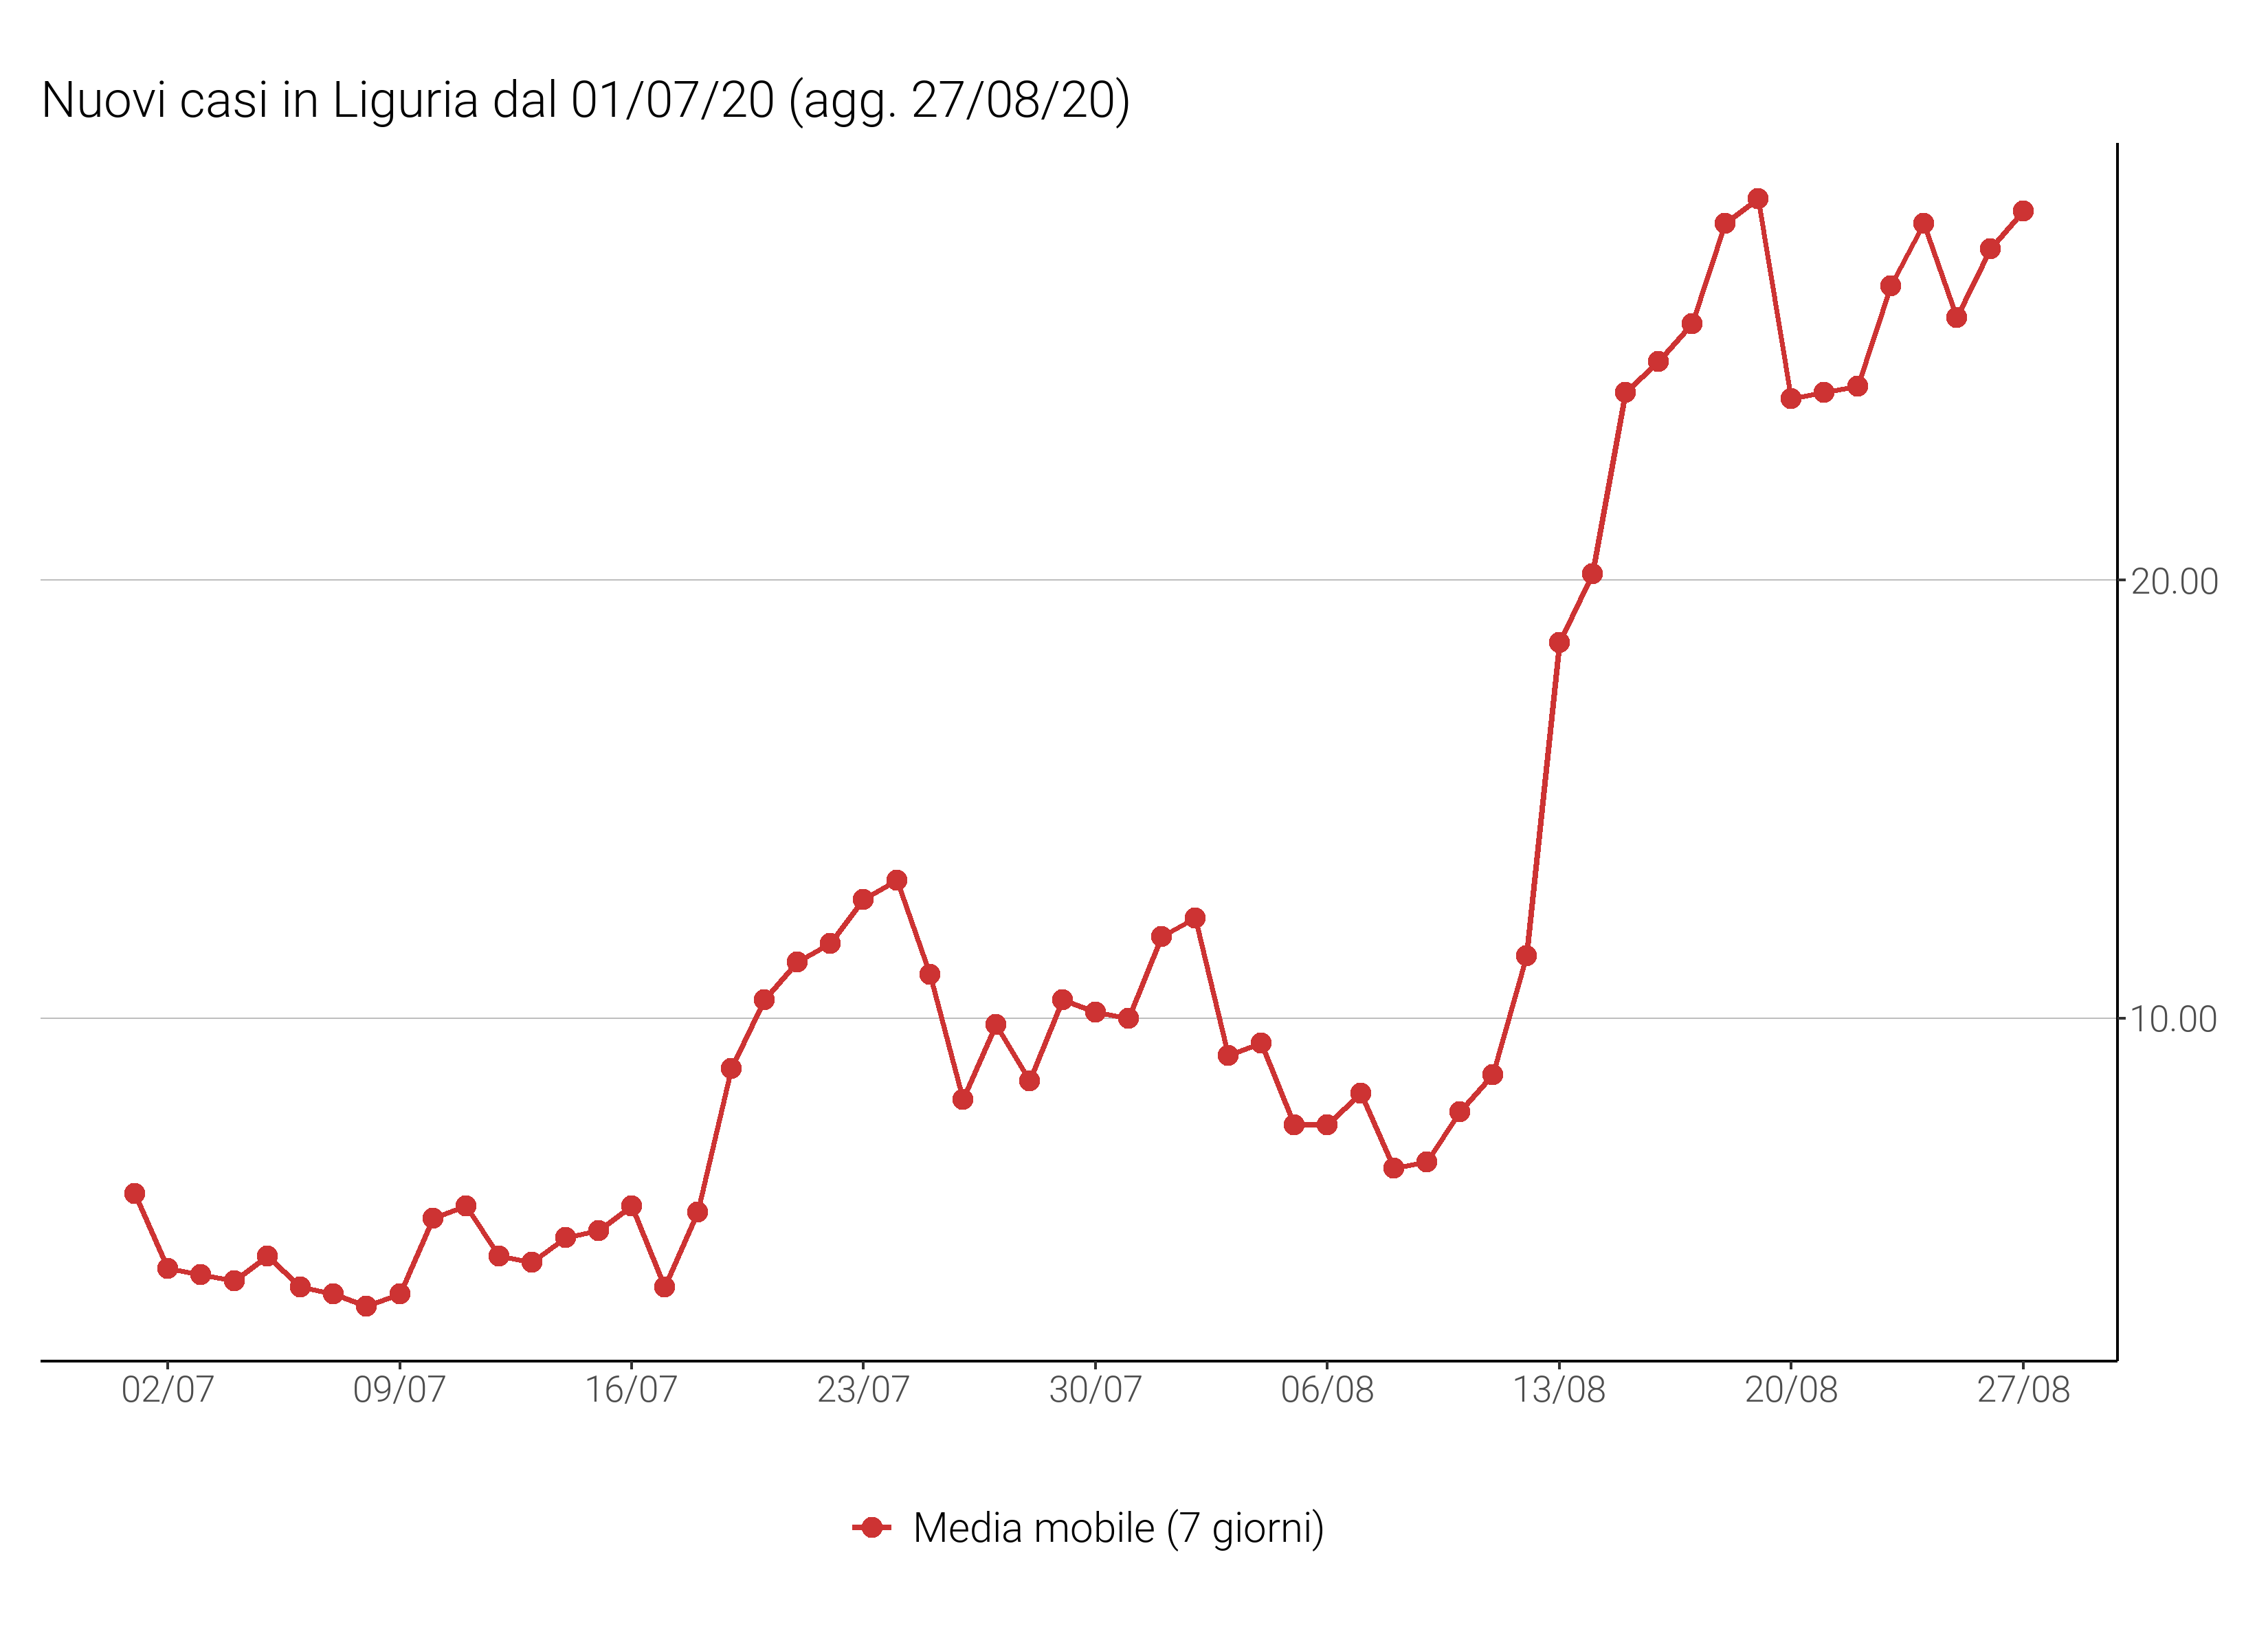 Nuovi casi in Liguria dal 01/07/20 (agg. 27/08/20)
20.00
10.00
02/07 09/07 16/07 23/07 30/07 06/08 13/08 20/08 27/08
Media mobile (7 giorni)